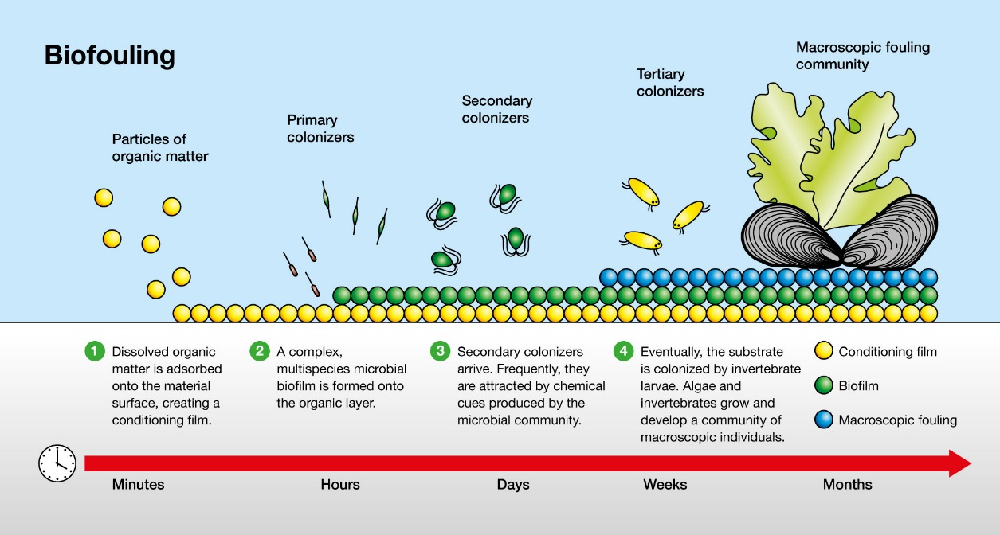 Biofouling
Particles of
organic matter
Primary
colonizers
Secondary
colonizers
Tertiary
colonizers
Macroscopic fouling
community
1 Dissolved organic
matter is adsorbed
onto the material
surface, creating a
conditioning film.
2 A complex,
multispecies microbial
biofilm is formed onto
the organic layer.
3 Secondary colonizers
arrive. Frequently, they
are attracted by chemical
cues produced by the
microbial community.
4 Eventually, the substrate
is colonized by invertebrate
larvae. Algae and
invertebrates grow and
develop a community of
macroscopic individuals.
Conditioning film
Biofilm
Macroscopic fouling
Minutes
Hours
Days
Weeks
Months